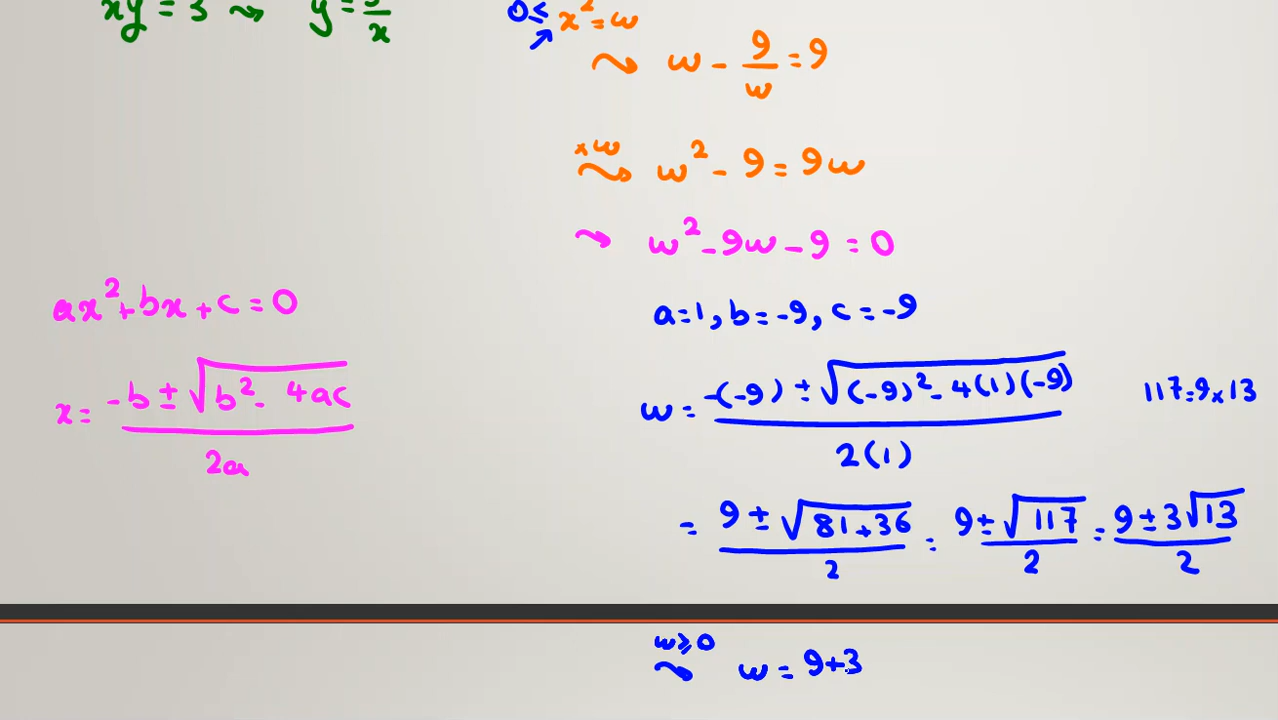 xy = 3 ⇝ y = 3/x
0 ≤ x² = w
⇝ w - 9/w = 9
×w ⇝ w² - 9 = 9w
⇝ w² - 9w - 9 = 0
ax² + bx + c = 0
x = (-b ± √(b² - 4ac)) / 2a
a = 1, b = -9, c = -9
w = (-(-9) ± √((-9)² - 4(1)(-9))) / 2(1)
117 = 9 × 13
= (9 ± √(81 + 36)) / 2 = (9 ± √117) / 2 = (9 ± 3√13) / 2
w ≥ 0 ⇝ w = 9 + 3